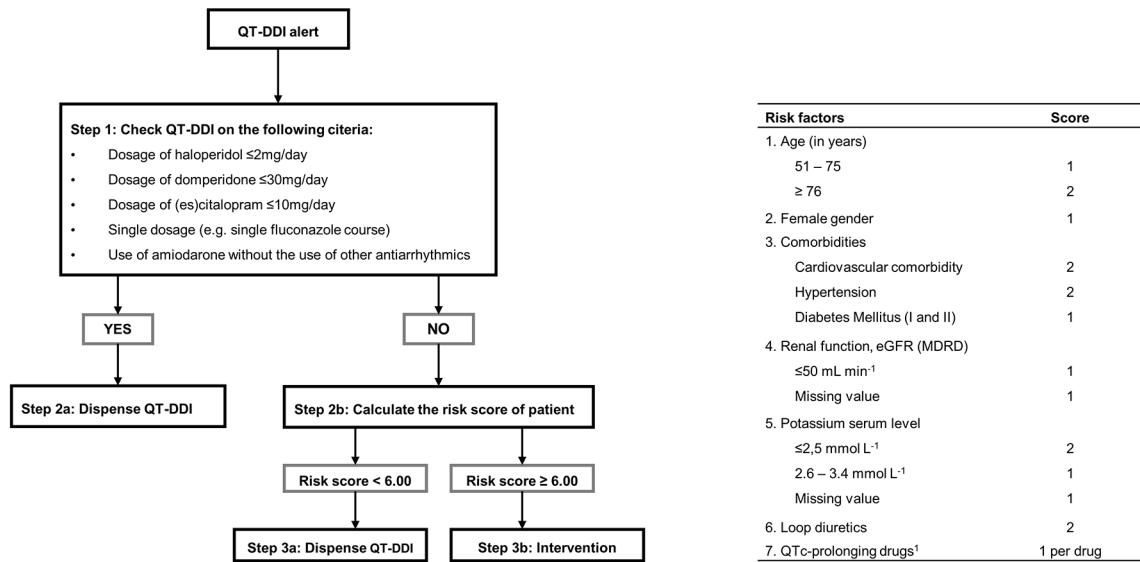 QT-DDI alert
Step 1: Check QT-DDI on the following citeria:
• Dosage of haloperidol ≤2mg/day
• Dosage of domperidone ≤30mg/day
• Dosage of (es)citalopram ≤10mg/day
• Single dosage (e.g. single fluconazole course)
• Use of amiodarone without the use of other antiarrhythmics
YES
NO
Step 2a: Dispense QT-DDI
Step 2b: Calculate the risk score of patient
Risk score < 6.00
Risk score ≥ 6.00
Step 3a: Dispense QT-DDI
Step 3b: Intervention
Risk factors Score
1. Age (in years)
51 – 75 1
≥ 76 2
2. Female gender 1
3. Comorbidities
Cardiovascular comorbidity 2
Hypertension 2
Diabetes Mellitus (I and II) 1
4. Renal function, eGFR (MDRD)
≤50 mL min⁻¹ 1
Missing value 1
5. Potassium serum level
≤2,5 mmol L⁻¹ 2
2.6 – 3.4 mmol L⁻¹ 1
Missing value 1
6. Loop diuretics 2
7. QTc-prolonging drugs¹ 1 per drug